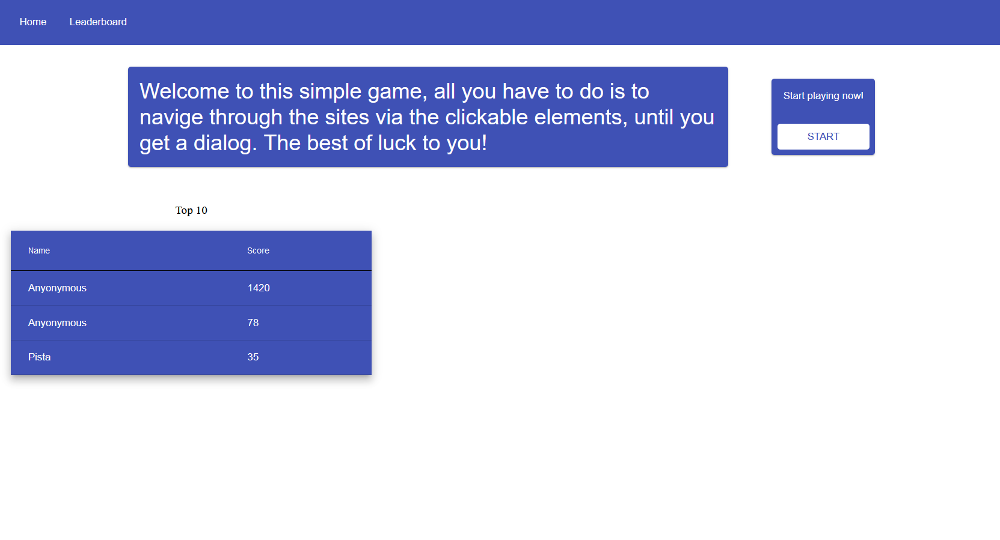 Home Leaderboard
Welcome to this simple game, all you have to do is to
navige through the sites via the clickable elements, until you
get a dialog. The best of luck to you!
Start playing now!
START
Top 10
Name Score
Anyonymous 1420
Anyonymous 78
Pista 35